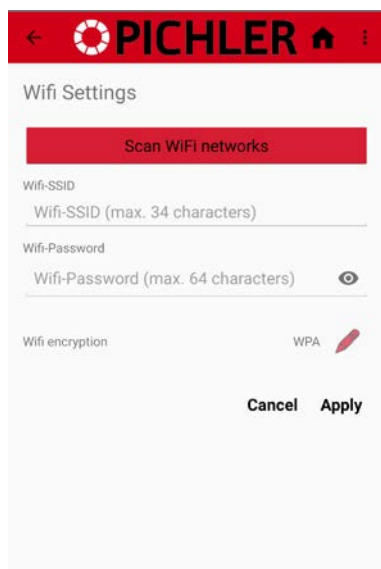 PICHLER
Wifi Settings
Scan WiFi networks
Wifi-SSID
Wifi-SSID (max. 34 characters)
Wifi-Password
Wifi-Password (max. 64 characters)
Wifi encryption WPA
Cancel Apply